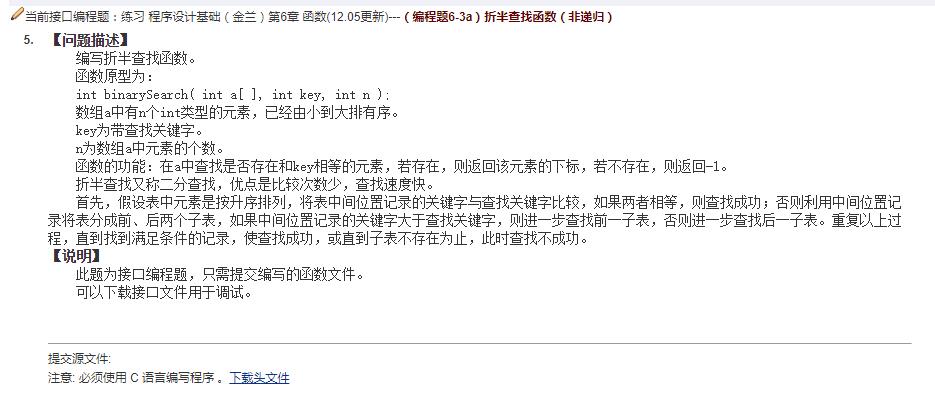 当前接口编程题：练习 程序设计基础（金兰）第6章 函数(12.05更新)---（编程题6-3a）折半查找函数（非递归）
5. 【问题描述】
编写折半查找函数。
函数原型为：
int binarySearch( int a[ ], int key, int n );
数组a中有n个int类型的元素，已经由小到大排有序。
key为带查找关键字。
n为数组a中元素的个数。
函数的功能：在a中查找是否存在和key相等的元素，若存在，则返回该元素的下标，若不存在，则返回-1。
折半查找又称二分查找，优点是比较次数少，查找速度快。
首先，假设表中元素是按升序排列，将表中间位置记录的关键字与查找关键字比较，如果两者相等，则查找成功；否则利用中间位置记
录将表分成前、后两个子表，如果中间位置记录的关键字大于查找关键字，则进一步查找前一子表，否则进一步查找后一子表。重复以上过
程，直到找到满足条件的记录，使查找成功，或直到子表不存在为止，此时查找不成功。
【说明】
此题为接口编程题，只需提交编写的函数文件。
可以下载接口文件用于调试。
提交源文件:
注意: 必须使用 C 语言编写程序 。下载头文件